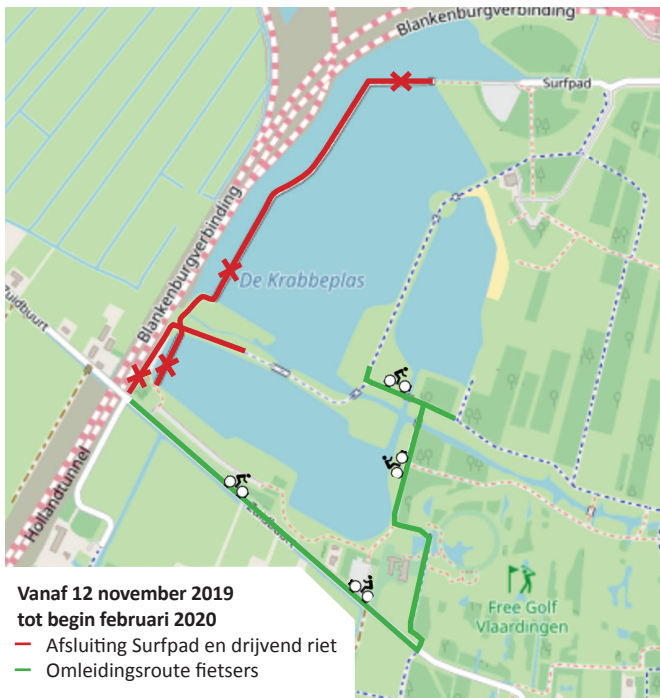 Blankenburgverbinding
Surfpad
Blankenburgverbinding
De Krabbeplas
Zuidbuurt
Hollandtunnel
Zuidbuurt
Free Golf
Vlaardingen
Vanaf 12 november 2019
tot begin februari 2020
Afsluiting Surfpad en drijvend riet
Omleidingsroute fietsers